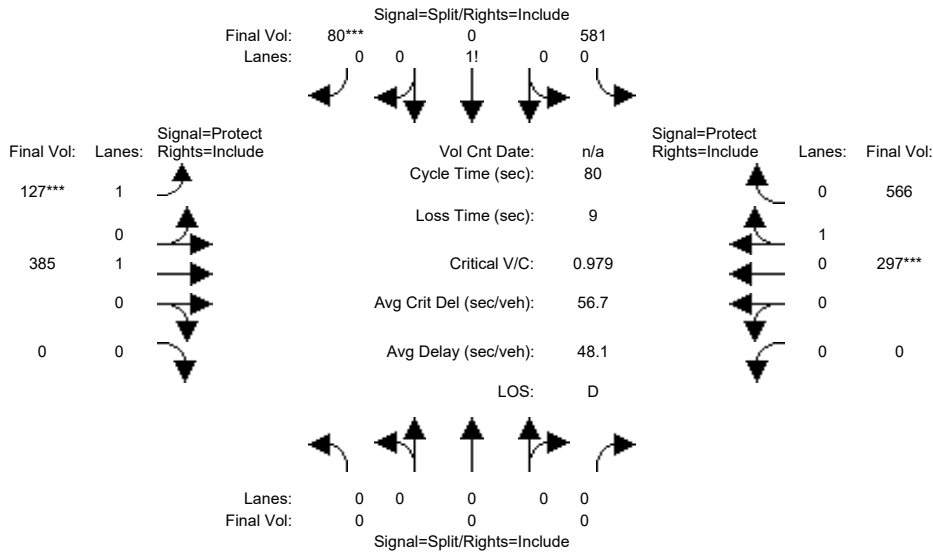 Signal=Split/Rights=Include
Final Vol: 80*** 0 581
Lanes: 0 0 1! 0 0
Signal=Protect
Final Vol: Lanes: Rights=Include
Vol Cnt Date: n/a
Signal=Protect
Rights=Include Lanes: Final Vol:
Cycle Time (sec): 80
127*** 1
0 566
Loss Time (sec): 9
0
1
385 1
Critical V/C: 0.979
0 297***
0
Avg Crit Del (sec/veh): 56.7
0
0 0
Avg Delay (sec/veh): 48.1
0 0
LOS: D
Lanes: 0 0 0 0 0
Final Vol: 0 0 0
Signal=Split/Rights=Include